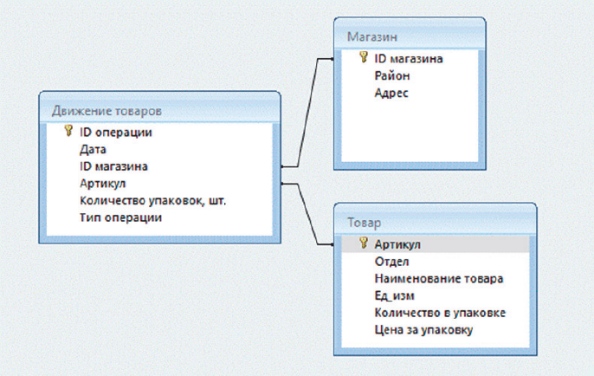 Движение товаров
ID операции
Дата
ID магазина
Артикул
Количество упаковок, шт.
Тип операции
Магазин
ID магазина
Район
Адрес
Товар
Артикул
Отдел
Наименование товара
Ед_изм
Количество в упаковке
Цена за упаковку